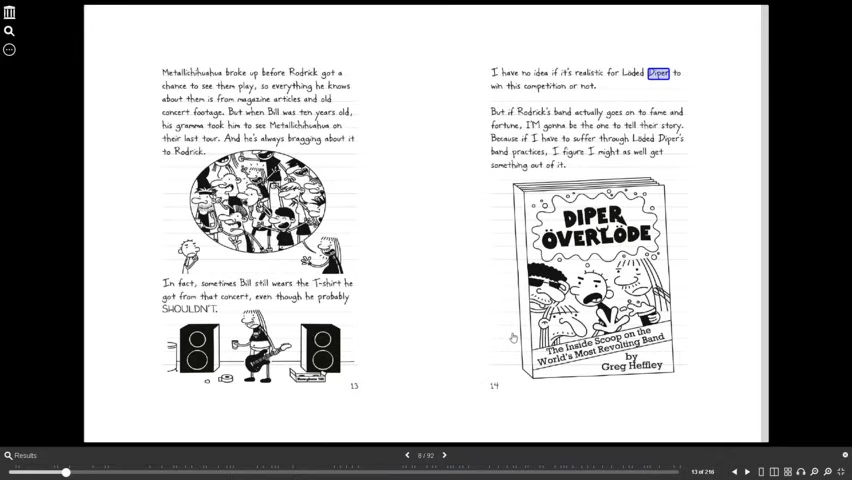 Metallichihuahua broke up before Rodrick got a
chance to see them play, so everything he knows
about them is from magazine articles and old
concert footage. But when Bill was ten years old,
his gramma took him to see Metallichihuahua on
their last tour. And he's always bragging about it
to Rodrick.
In fact, sometimes Bill still wears the T-shirt he
got from that concert, even though he probably
SHOULDN'T.
13
I have no idea if it's realistic for Löded Diper to
win this competition or not.
But if Rodrick's band actually goes on to fame and
fortune, I'M gonna be the one to tell their story.
Because if I have to suffer through Löded Diper's
band practices, I figure I might as well get
something out of it.
DIPER
ÖVERLÖDE
The Inside Scoop on the
World's Most Revolting Band
by
Greg Heffley
14
Results
8 / 92
13 of 216